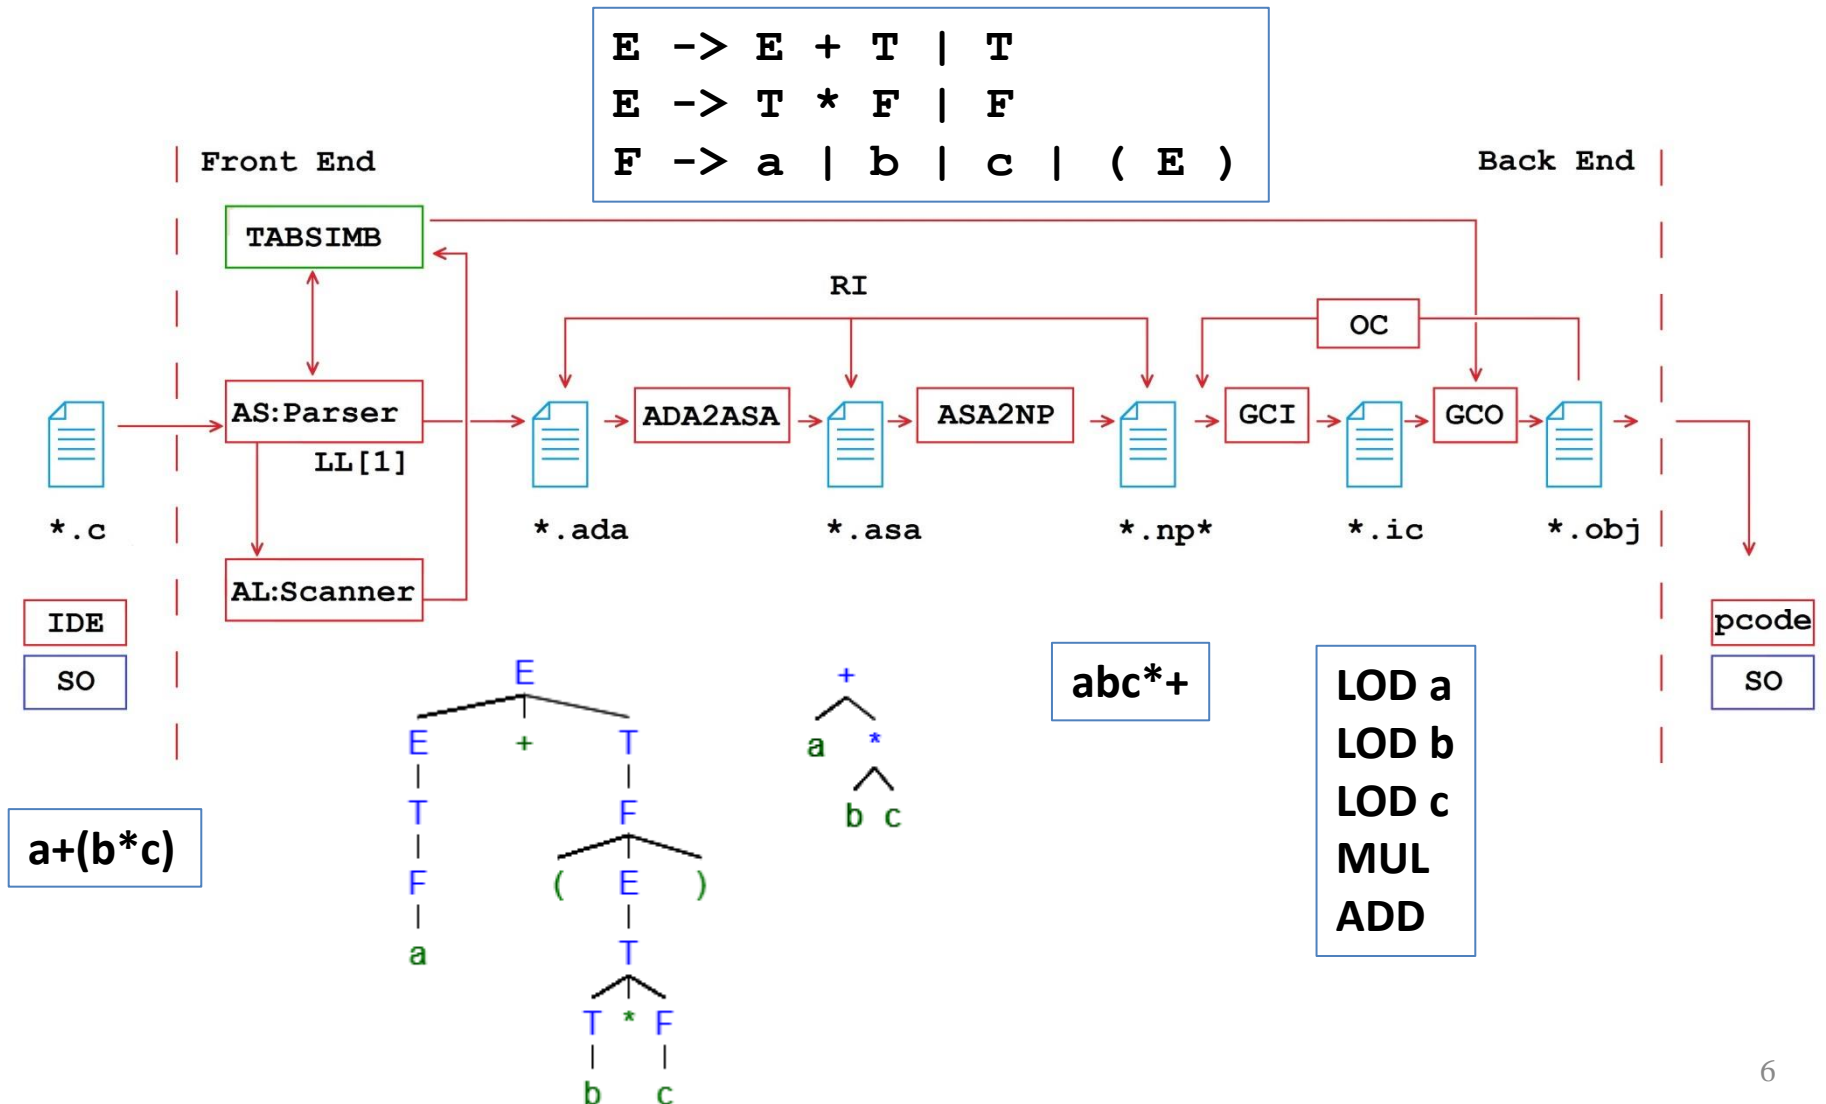 E -> E + T | T
E -> T * F | F
F -> a | b | c | ( E )
Front End
Back End
TABSIMB
RI
OC
AS:Parser
ADA2ASA
ASA2NP
GCI
GCO
LL[1]
*.c
*.ada
*.asa
*.np*
*.ic
*.obj
AL:Scanner
IDE
SO
pcode
SO
a+(b*c)
E
E + T
T F
F ( E )
a T
T * F
b c
+
a *
b c
abc*+
LOD a
LOD b
LOD c
MUL
ADD
6